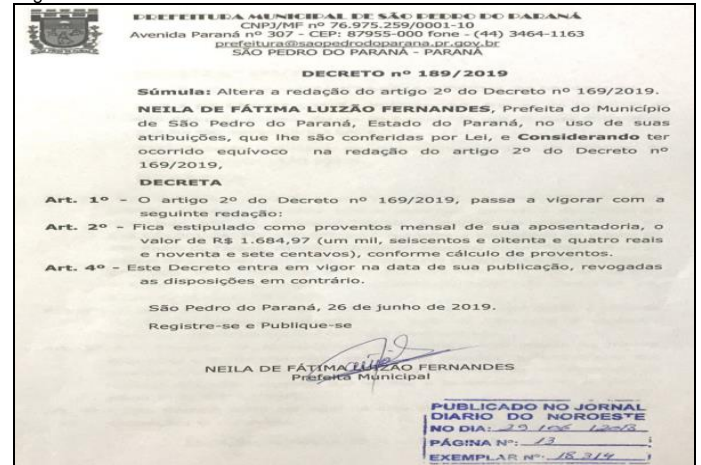 PREFEITURA MUNICIPAL DE SÃO PEDRO DO PARANÁ
CNPJ/MF nº 76.975.259/0001-10
Avenida Paraná nº 307 - CEP: 87955-000 fone - (44) 3464-1163
prefeitura@saopedrodoparana.pr.gov.br
SÃO PEDRO DO PARANÁ - PARANÁ
DECRETO nº 189/2019
Súmula: Altera a redação do artigo 2º do Decreto nº 169/2019.
NEILA DE FÁTIMA LUIZÃO FERNANDES, Prefeita do Município
de São Pedro do Paraná, Estado do Paraná, no uso de suas
atribuições, que lhe são conferidas por Lei, e Considerando ter
ocorrido equívoco na redação do artigo 2º do Decreto nº
169/2019,
DECRETA
Art. 1º - O artigo 2º do Decreto nº 169/2019, passa a vigorar com a
seguinte redação:
Art. 2º - Fica estipulado como proventos mensal de sua aposentadoria, o
valor de R$ 1.684,97 (um mil, seiscentos e oitenta e quatro reais
e noventa e sete centavos), conforme cálculo de proventos.
Art. 4º - Este Decreto entra em vigor na data de sua publicação, revogadas
as disposições em contrário.
São Pedro do Paraná, 26 de junho de 2019.
Registre-se e Publique-se
NEILA DE FÁTIMA LUIZÃO FERNANDES
Prefeita Municipal
PUBLICADO NO JORNAL
DIARIO DO NOROESTE
NO DIA: 29 / 06 /
PÁGINA Nº: 13
EXEMPLAR Nº: 18.314